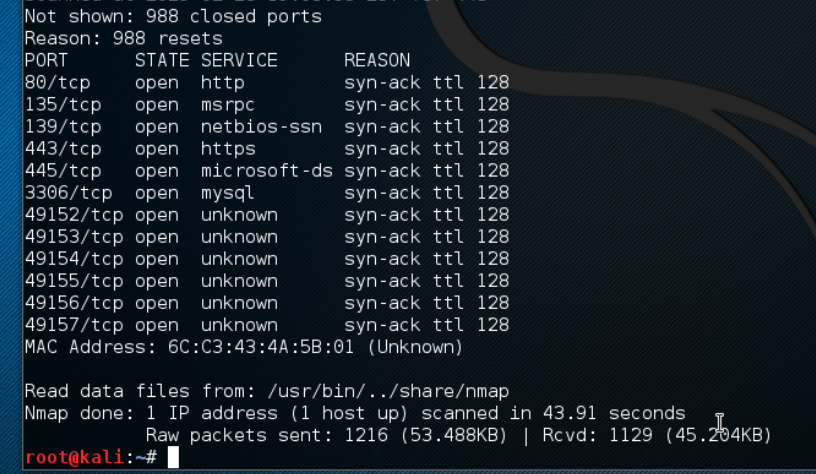 Not shown: 988 closed ports
Reason: 988 resets
PORT      STATE SERVICE      REASON
80/tcp    open  http         syn-ack ttl 128
135/tcp   open  msrpc        syn-ack ttl 128
139/tcp   open  netbios-ssn  syn-ack ttl 128
443/tcp   open  https        syn-ack ttl 128
445/tcp   open  microsoft-ds syn-ack ttl 128
3306/tcp  open  mysql        syn-ack ttl 128
49152/tcp open  unknown      syn-ack ttl 128
49153/tcp open  unknown      syn-ack ttl 128
49154/tcp open  unknown      syn-ack ttl 128
49155/tcp open  unknown      syn-ack ttl 128
49156/tcp open  unknown      syn-ack ttl 128
49157/tcp open  unknown      syn-ack ttl 128
MAC Address: 6C:C3:43:4A:5B:01 (Unknown)
Read data files from: /usr/bin/../share/nmap
Nmap done: 1 IP address (1 host up) scanned in 43.91 seconds
Raw packets sent: 1216 (53.488KB) | Rcvd: 1129 (45.204KB)
root@kali:~#